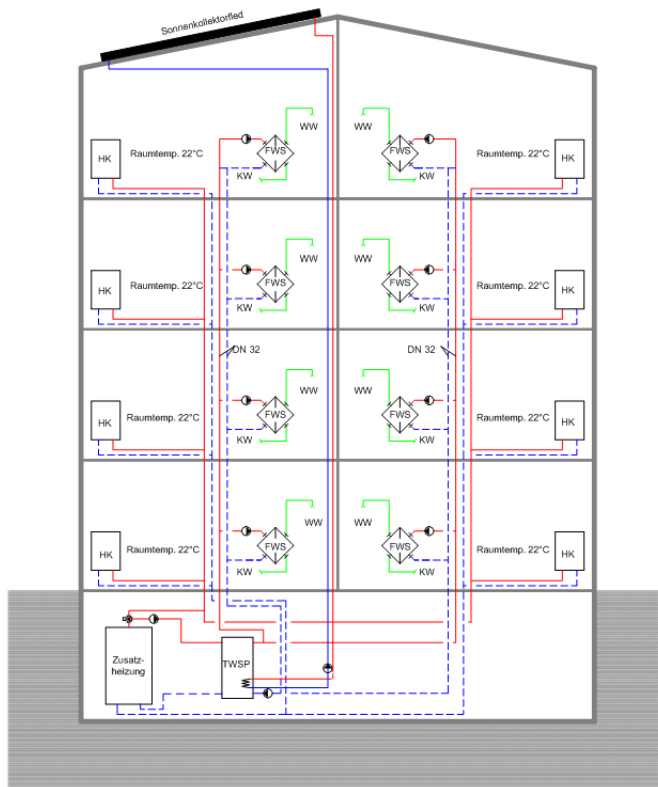 Sonnenkollektorfled
WW
WW
FWS
FWS
HK
Raumtemp. 22°C
Raumtemp. 22°C
HK
KW
KW
WW
WW
HK
Raumtemp. 22°C
FWS
FWS
Raumtemp. 22°C
HK
KW
KW
DN 32
DN 32
WW
WW
HK
Raumtemp. 22°C
FWS
FWS
Raumtemp. 22°C
HK
KW
KW
WW
WW
HK
Raumtemp. 22°C
FWS
FWS
Raumtemp. 22°C
HK
KW
KW
Zusatz-
heizung
TWSP